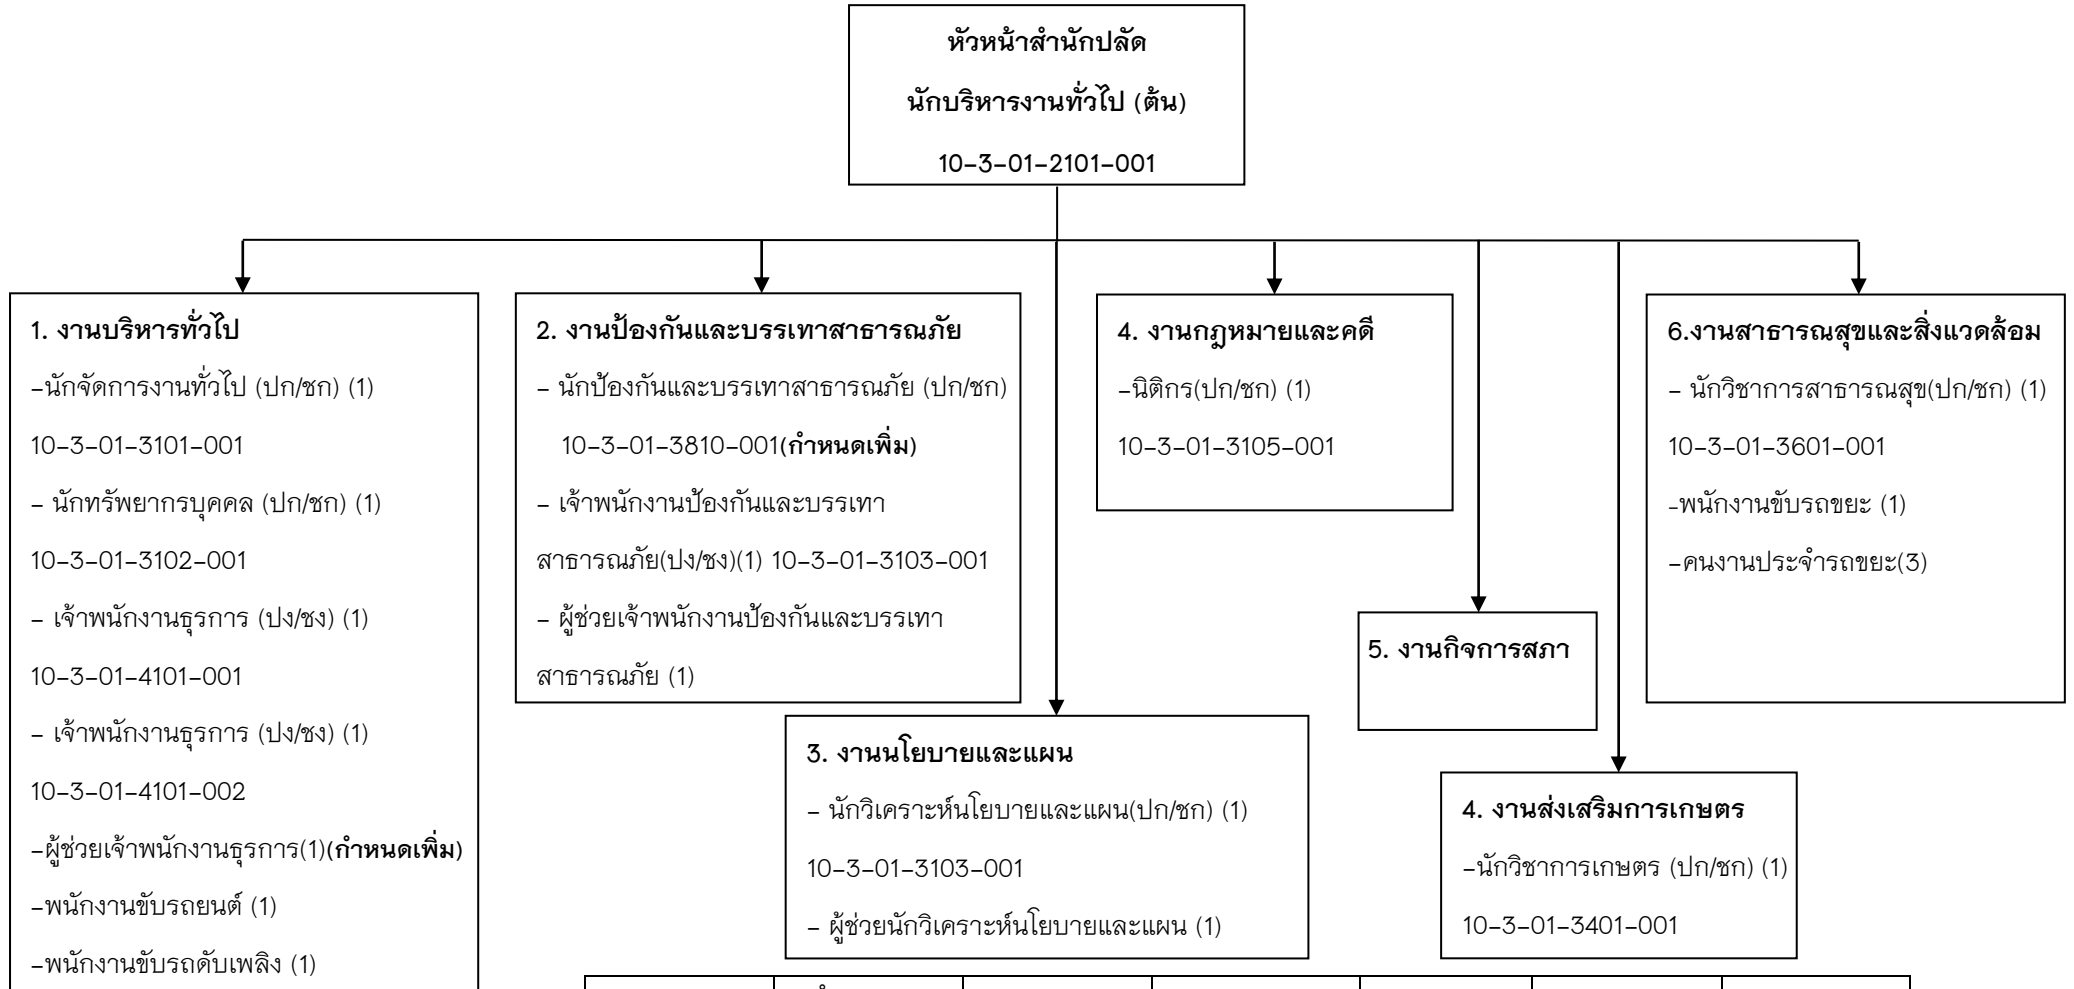 หัวหน้าสำนักปลัด
นักบริหารงานทั่วไป (ต้น)
10-3-01-2101-001
1. งานบริหารทั่วไป
-นักจัดการงานทั่วไป (ปก/ชก) (1)
10-3-01-3101-001
- นักทรัพยากรบุคคล (ปก/ชก) (1)
10-3-01-3102-001
- เจ้าพนักงานธุรการ (ปง/ชง) (1)
10-3-01-4101-001
- เจ้าพนักงานธุรการ (ปง/ชง) (1)
10-3-01-4101-002
-ผู้ช่วยเจ้าพนักงานธุรการ(1)(กำหนดเพิ่ม)
-พนักงานขับรถยนต์ (1)
-พนักงานขับรถดับเพลิง (1)
2. งานป้องกันและบรรเทาสาธารณภัย
- นักป้องกันและบรรเทาสาธารณภัย (ปก/ชก)
10-3-01-3810-001(กำหนดเพิ่ม)
- เจ้าพนักงานป้องกันและบรรเทา
สาธารณภัย(ปง/ชง)(1) 10-3-01-3103-001
- ผู้ช่วยเจ้าพนักงานป้องกันและบรรเทา
สาธารณภัย (1)
3. งานนโยบายและแผน
- นักวิเคราะห์นโยบายและแผน(ปก/ชก) (1)
10-3-01-3103-001
- ผู้ช่วยนักวิเคราะห์นโยบายและแผน (1)
4. งานกฎหมายและคดี
-นิติกร(ปก/ชก) (1)
10-3-01-3105-001
5. งานกิจการสภา
4. งานส่งเสริมการเกษตร
-นักวิชาการเกษตร (ปก/ชก) (1)
10-3-01-3401-001
6.งานสาธารณสุขและสิ่งแวดล้อม
- นักวิชาการสาธารณสุข(ปก/ชก) (1)
10-3-01-3601-001
-พนักงานขับรถขยะ (1)
-คนงานประจำรถขยะ(3)